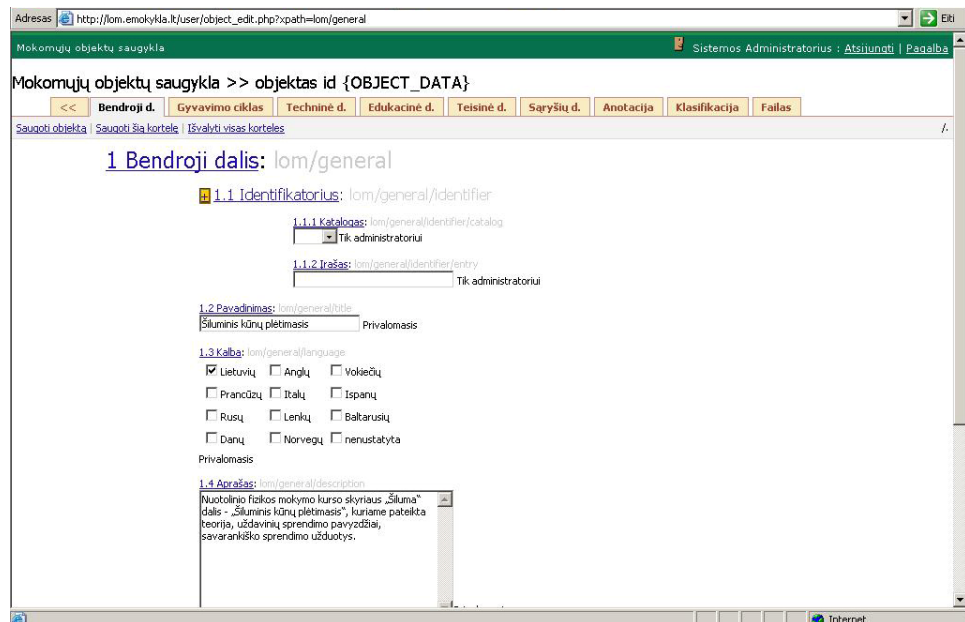 Adresas http://lom.emokykla.lt/user/object_edit.php?xpath=lom/general Eiti
Mokomųjų objektų saugykla Sistemos Administratorius : Atsijungti | Pagalba
Mokomųjų objektų saugykla >> objektas id {OBJECT_DATA}
<< Bendroji d. Gyvavimo ciklas Techninė d. Edukacinė d. Teisinė d. Sąryšių d. Anotacija Klasifikacija Failas
Saugoti objektą | Saugoti šią kortelę | Išvalyti visas korteles /.
1 Bendroji dalis: lom/general
1.1 Identifikatorius: lom/general/identifier
1.1.1 Katalogas: lom/general/identifier/catalog
Tik administratoriui
1.1.2 Įrašas: lom/general/identifier/entry
Tik administratoriui
1.2 Pavadinimas: lom/general/title
Šiluminis kūnų plėtimasis Privalomasis
1.3 Kalba: lom/general/language
Lietuvių Anglų Vokiečių
Prancūzų Italų Ispanų
Rusų Lenkų Baltarusių
Danų Norvegų nenustatyta
Privalomasis
1.4 Aprašas: lom/general/description
Nuotolinio fizikos mokymo kurso skyriaus „Šiluma“
dalis - „Šiluminis kūnų plėtimasis“, kuriame pateikta
teorija, uždavinių sprendimo pavyzdžiai,
savarankiško sprendimo užduotys.
Internet